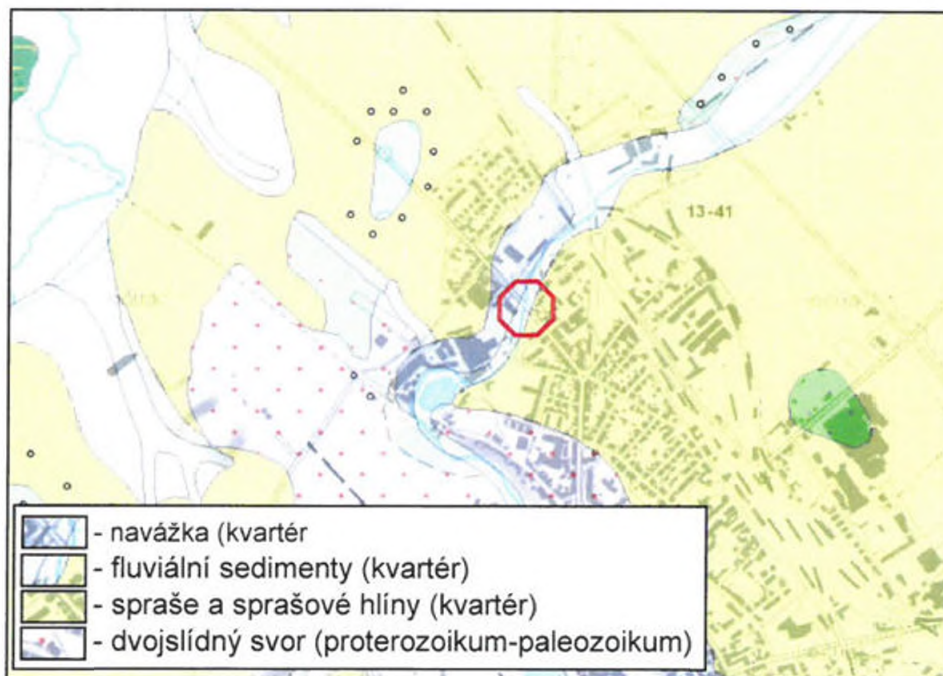 13-41
- navážka (kvartér
- fluviální sedimenty (kvartér)
- spraše a sprašové hlíny (kvartér)
- dvojslídný svor (proterozoikum-paleozoikum)